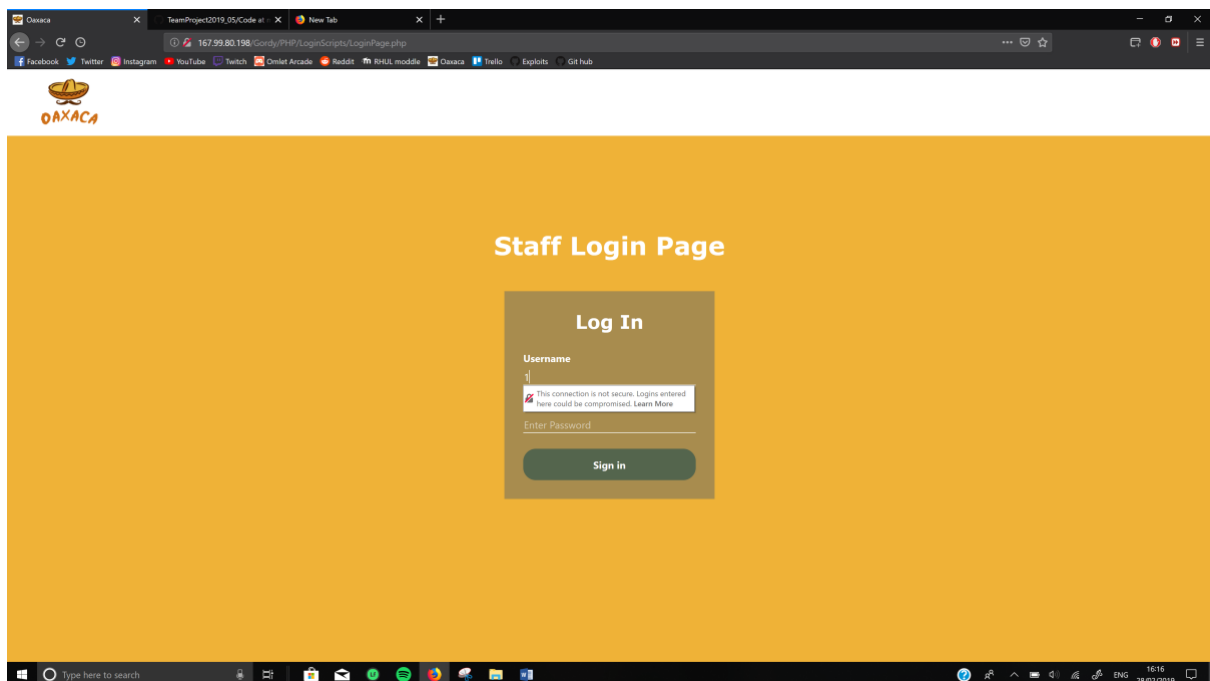 Oaxaca
TeamProject2019_05/Code at
New Tab
167.99.80.198/Gordy/PHP/LoginScripts/LoginPage.php
Facebook Twitter Instagram YouTube Twitch Omlet Arcade Reddit RHUL moddle Oaxaca Trello Exploits Git hub
OAXACA
Staff Login Page
Log In
Username
1
This connection is not secure. Logins entered
here could be compromised. Learn More
Enter Password
Sign in
Type here to search
ENG
16:16
28/02/2019